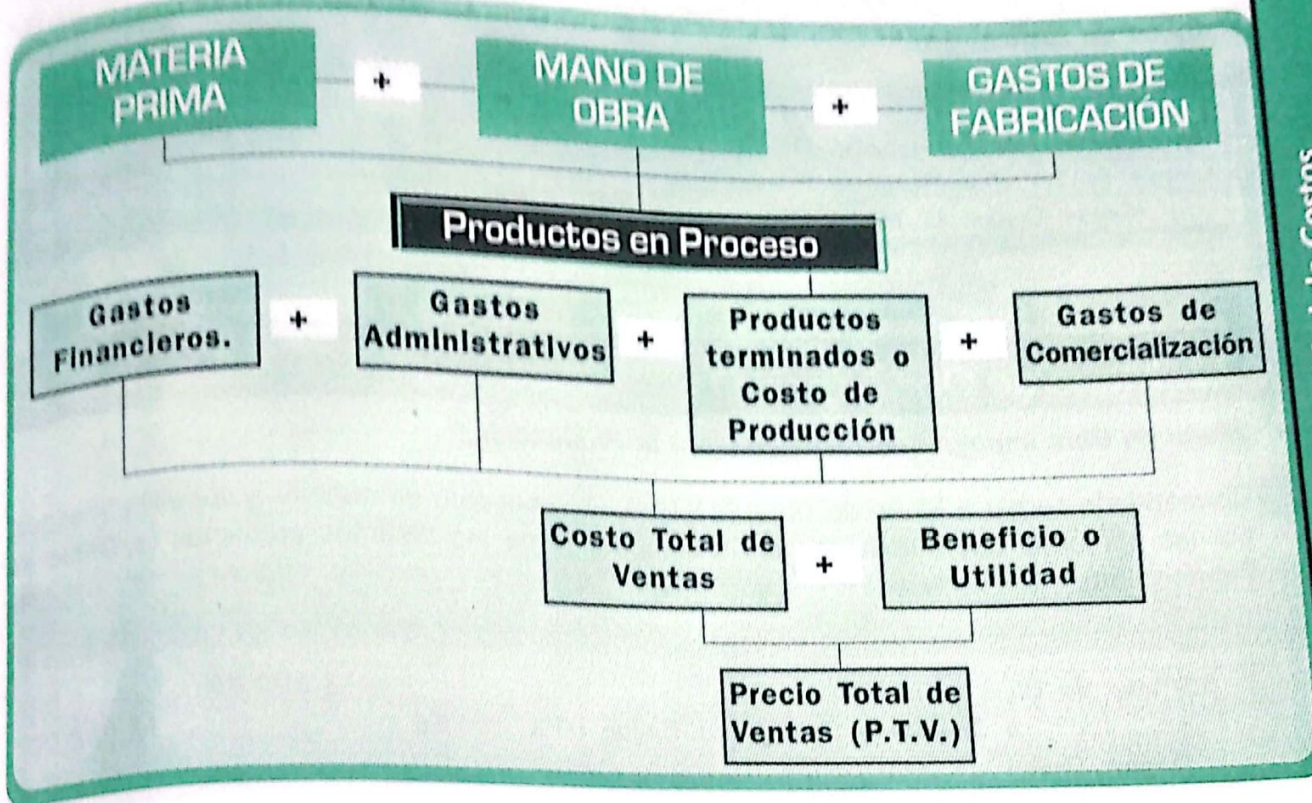 MATERIA
PRIMA
+
MANO DE
OBRA
+
GASTOS DE
FABRICACIÓN
Productos en Proceso
Gastos
Financieros.
+
Gastos
Administrativos
+
Productos
terminados o
Costo de
Producción
+
Gastos de
Comercialización
Costo Total de
Ventas
+
Beneficio o
Utilidad
Precio Total de
Ventas (P.T.V.)
Costos